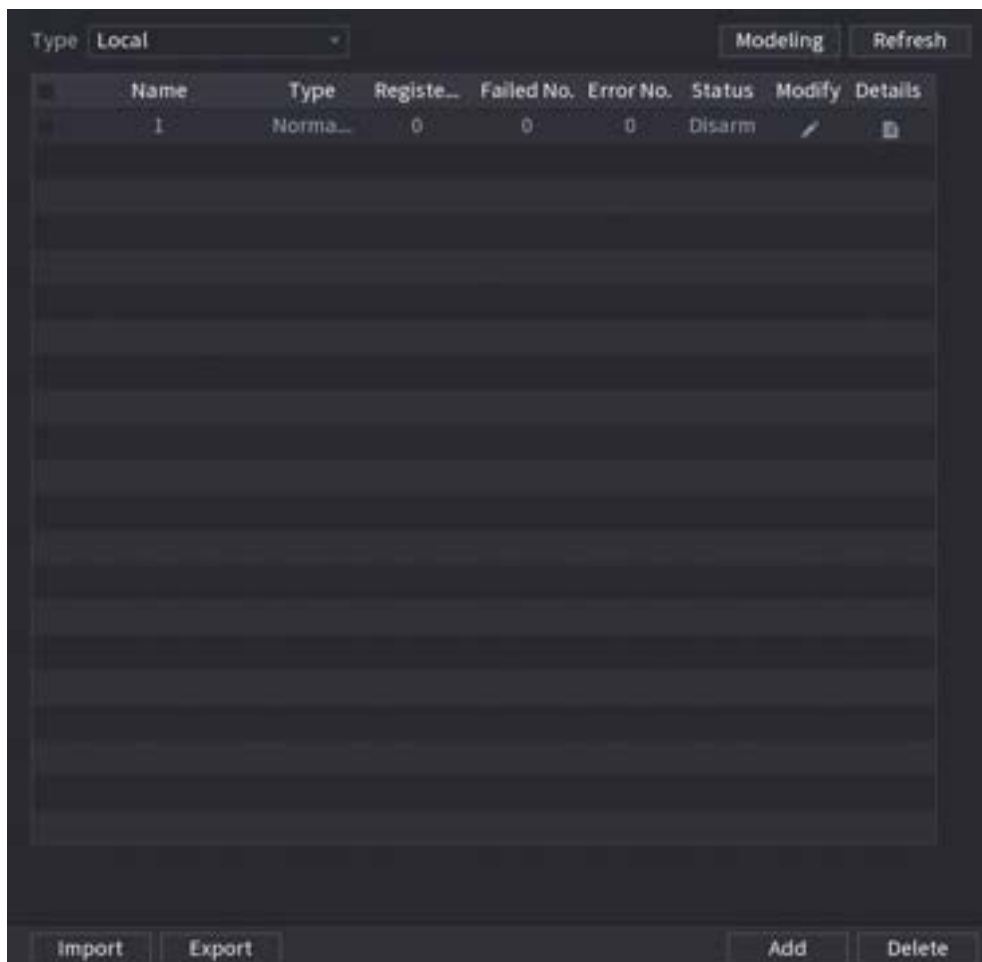 Type Local Modeling Refresh
Name Type Registe... Failed No. Error No. Status Modify Details
1 Norma... 0 0 0 Disarm
Import Export Add Delete